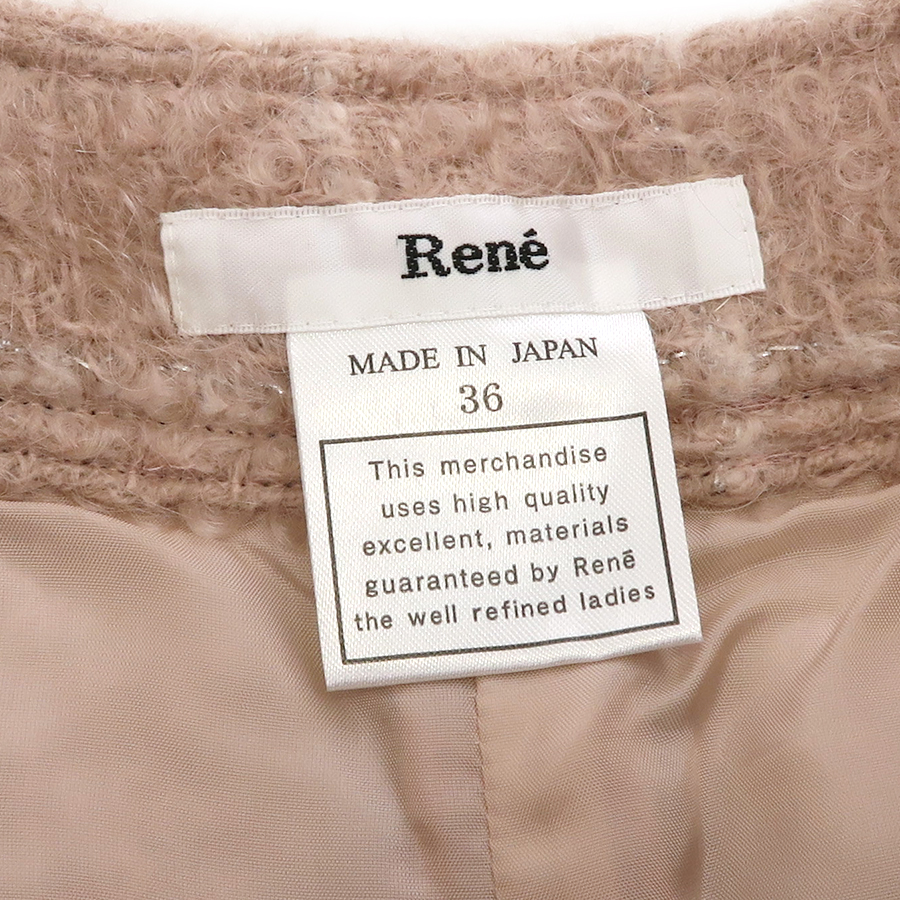 René
MADE IN JAPAN
36
This merchandise
uses high quality
excellent, materials
guaranteed by René
the well refined ladies